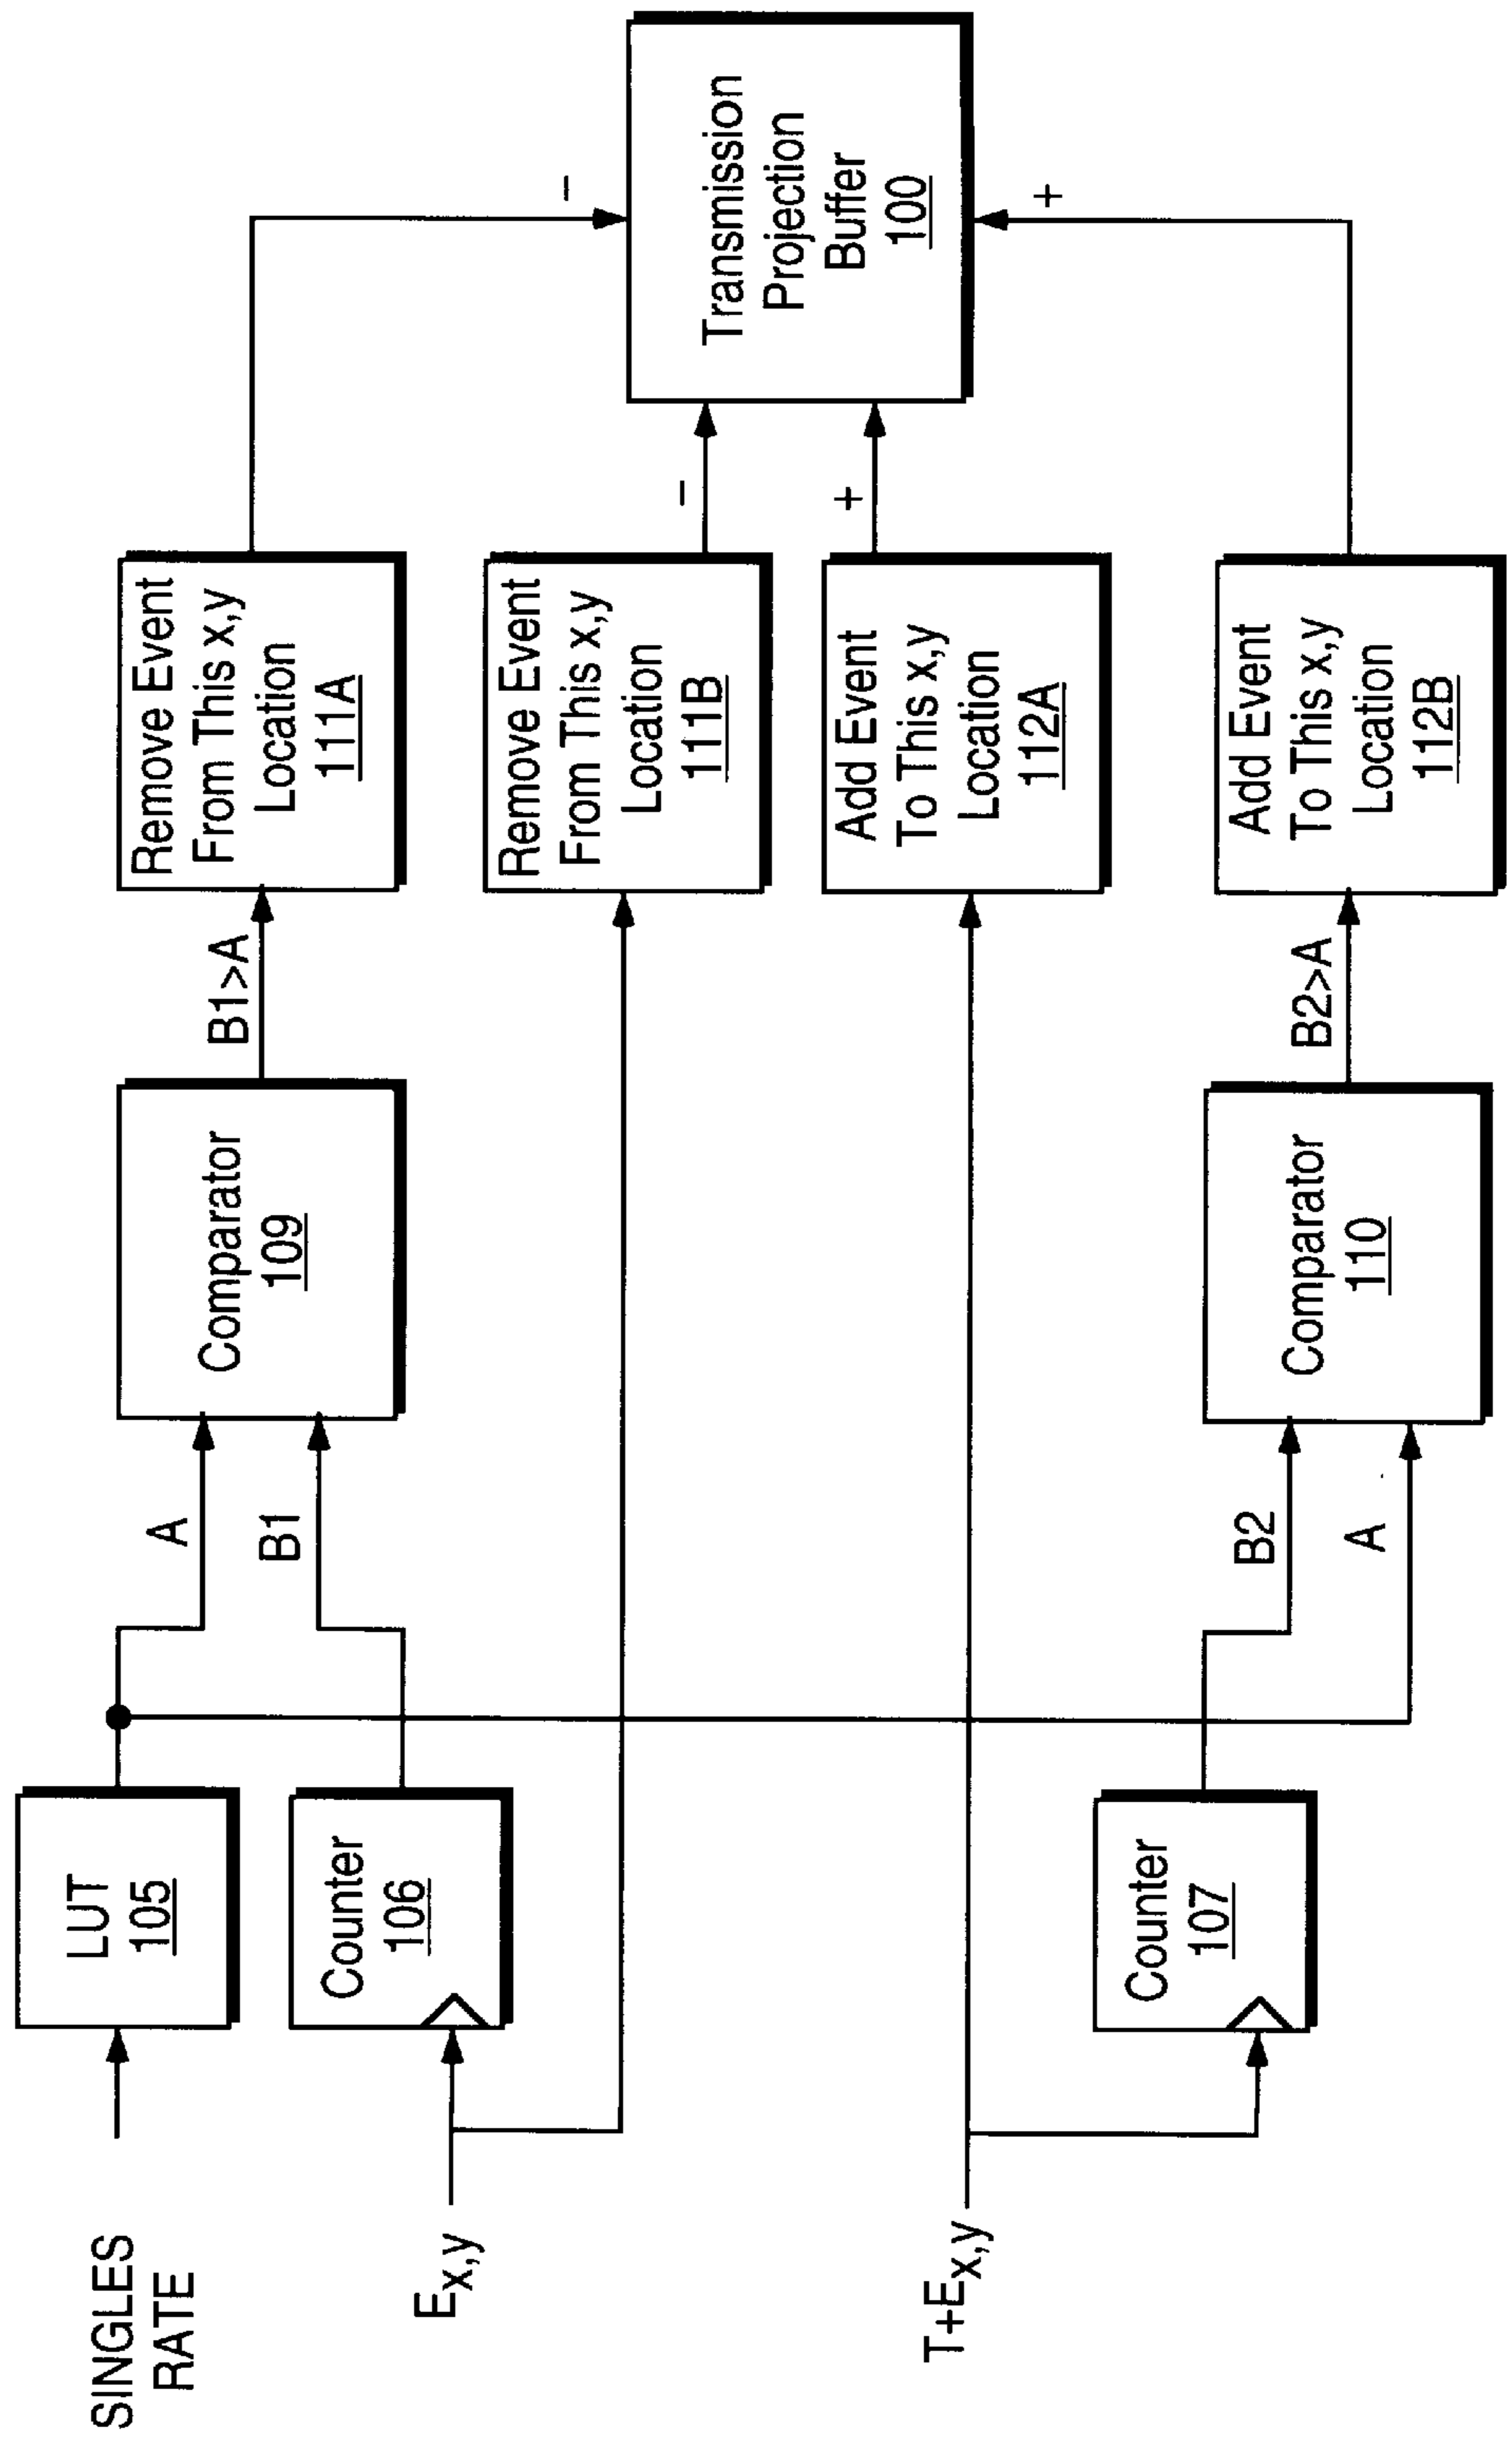 SINGLES
RATE
LUT
105
A
Comparator
109
B1>A
Remove Event
From This x,y
Location
111A
-
Counter
106
B1
Ex,y
Remove Event
From This x,y
Location
111B
-
Transmission
Projection
Buffer
100
T+Ex,y
Add Event
To This x,y
Location
112A
+
+
Counter
107
B2
A
Comparator
110
B2>A
Add Event
To This x,y
Location
112B